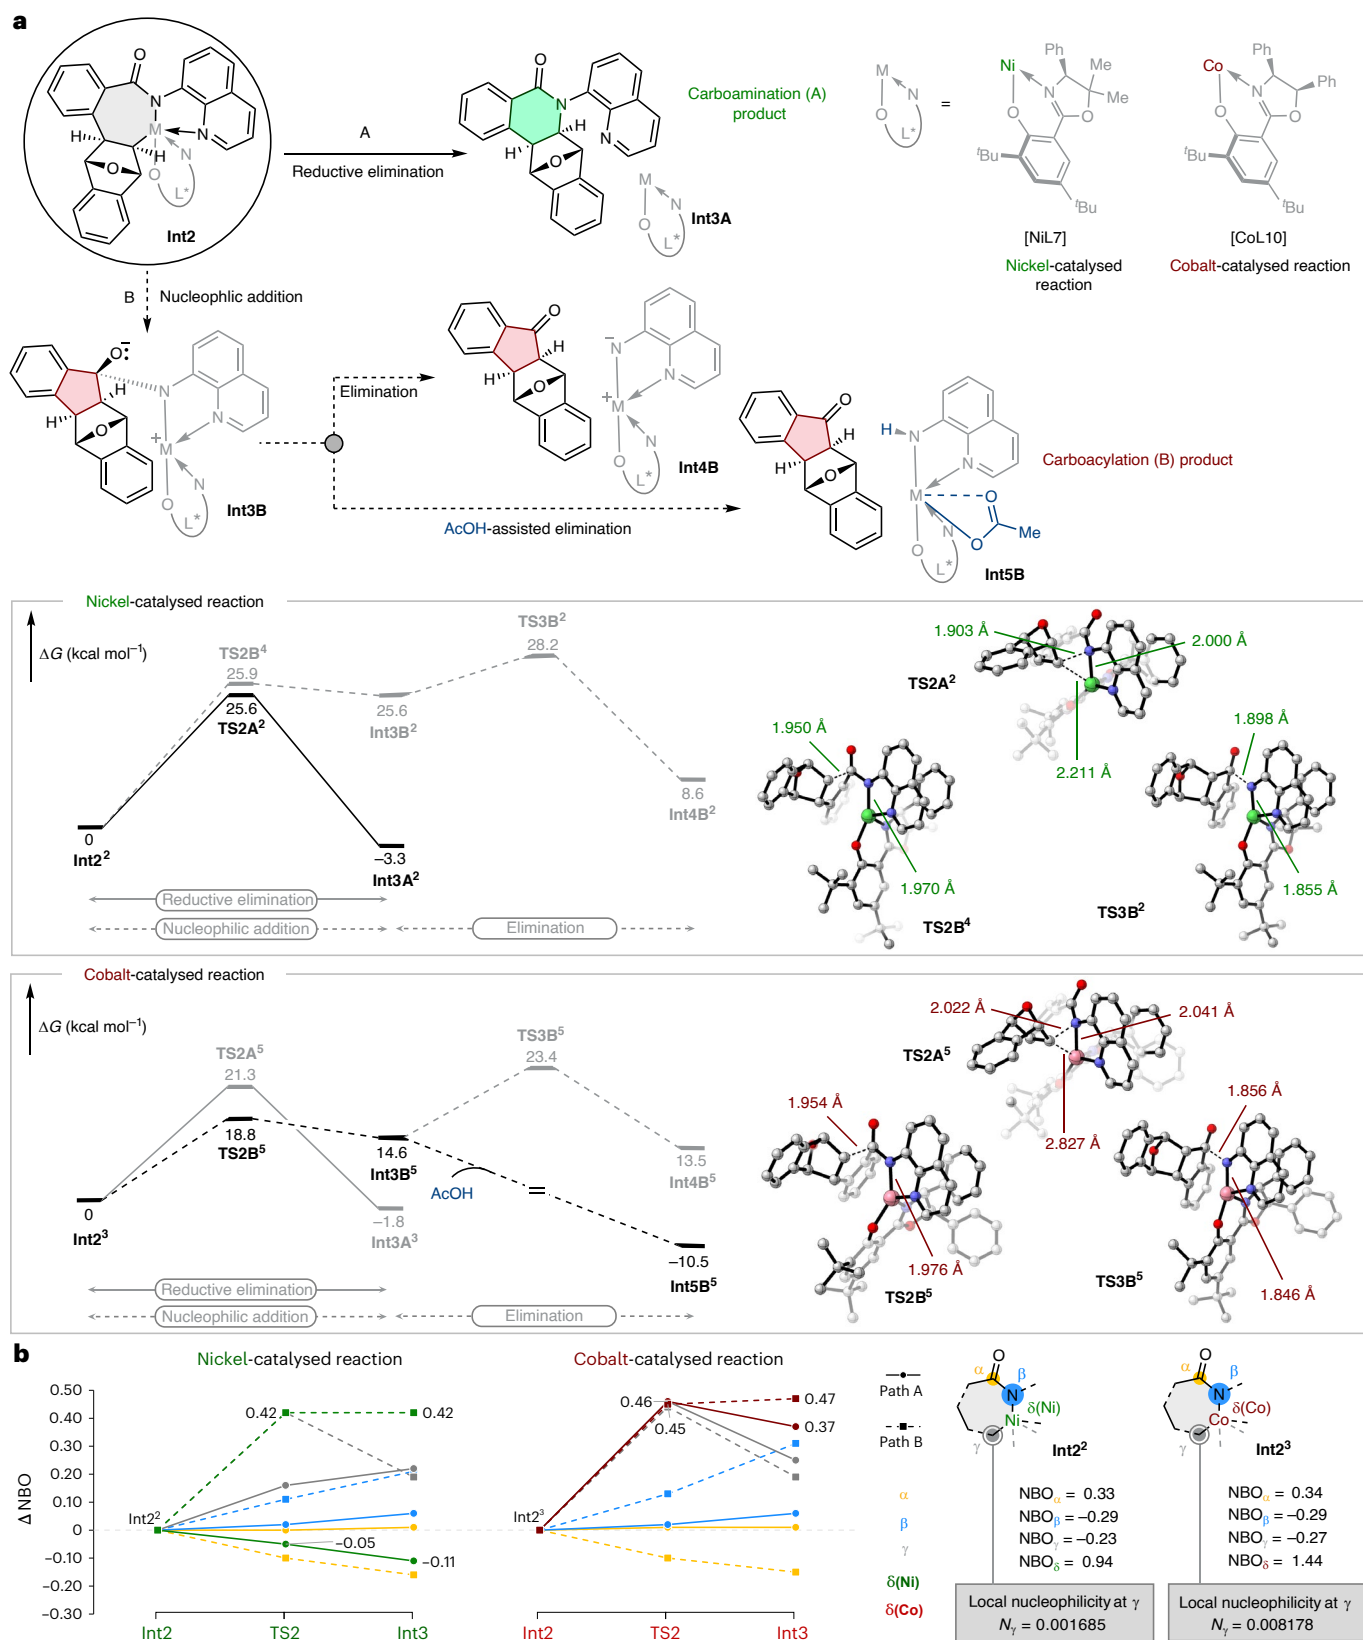 a
O
N
M
N
H
H
O
N
O
L*
Int2
A
Reductive elimination
O
N
H
H
N
O
M
N
O
L*
Int3A
Carboamination (A)
product
M
N
O
L*
=
Ph
Ni
Me
N
Me
O
O
tBu
tBu
[NiL7]
Nickel-catalysed
reaction
Ph
Co
Ph
N
O
O
tBu
tBu
[CoL10]
Cobalt-catalysed reaction
B
Nucleophlic addition
O:−
H
N
H
O
N
+
M
N
O
L*
Int3B
Elimination
O
H
H
O
−
N
N
+
M
N
O
L*
Int4B
AcOH-assisted elimination
O
H
H
O
H
N
N
M
O
N
O
Me
O
L*
Int5B
Carboacylation (B) product
Nickel-catalysed reaction
ΔG (kcal mol−1)
TS2B4
25.9
25.6
TS2A2
TS3B2
28.2
25.6
Int3B2
8.6
Int4B2
0
Int22
−3.3
Int3A2
Reductive elimination
Nucleophilic addition
Elimination
1.903 Å
2.000 Å
TS2A2
2.211 Å
1.950 Å
1.970 Å
TS2B4
1.898 Å
1.855 Å
TS3B2
Cobalt-catalysed reaction
ΔG (kcal mol−1)
TS2A5
21.3
18.8
TS2B5
TS3B5
23.4
14.6
Int3B5
AcOH
13.5
Int4B5
0
Int23
−1.8
Int3A3
−10.5
Int5B5
Reductive elimination
Nucleophilic addition
Elimination
2.022 Å
2.041 Å
TS2A5
2.827 Å
1.954 Å
1.976 Å
TS2B5
1.856 Å
1.846 Å
TS3B5
b
Nickel-catalysed reaction
Cobalt-catalysed reaction
ΔNBO
0.50
0.40
0.30
0.20
0.10
0
−0.10
−0.20
−0.30
Int22
0.42
0.42
−0.05
−0.11
Int2
TS2
Int3
Int23
0.46
0.45
0.47
0.37
Int2
TS2
Int3
Path A
Path B
α
β
γ
δ(Ni)
δ(Co)
O
α
β
N
Ni
δ(Ni)
γ
Int22
NBOα = 0.33
NBOβ = −0.29
NBOγ = −0.23
NBOδ = 0.94
Local nucleophilicity at γ
Nγ = 0.001685
O
α
β
N
Co
δ(Co)
γ
Int23
NBOα = 0.34
NBOβ = −0.29
NBOγ = −0.27
NBOδ = 1.44
Local nucleophilicity at γ
Nγ = 0.008178